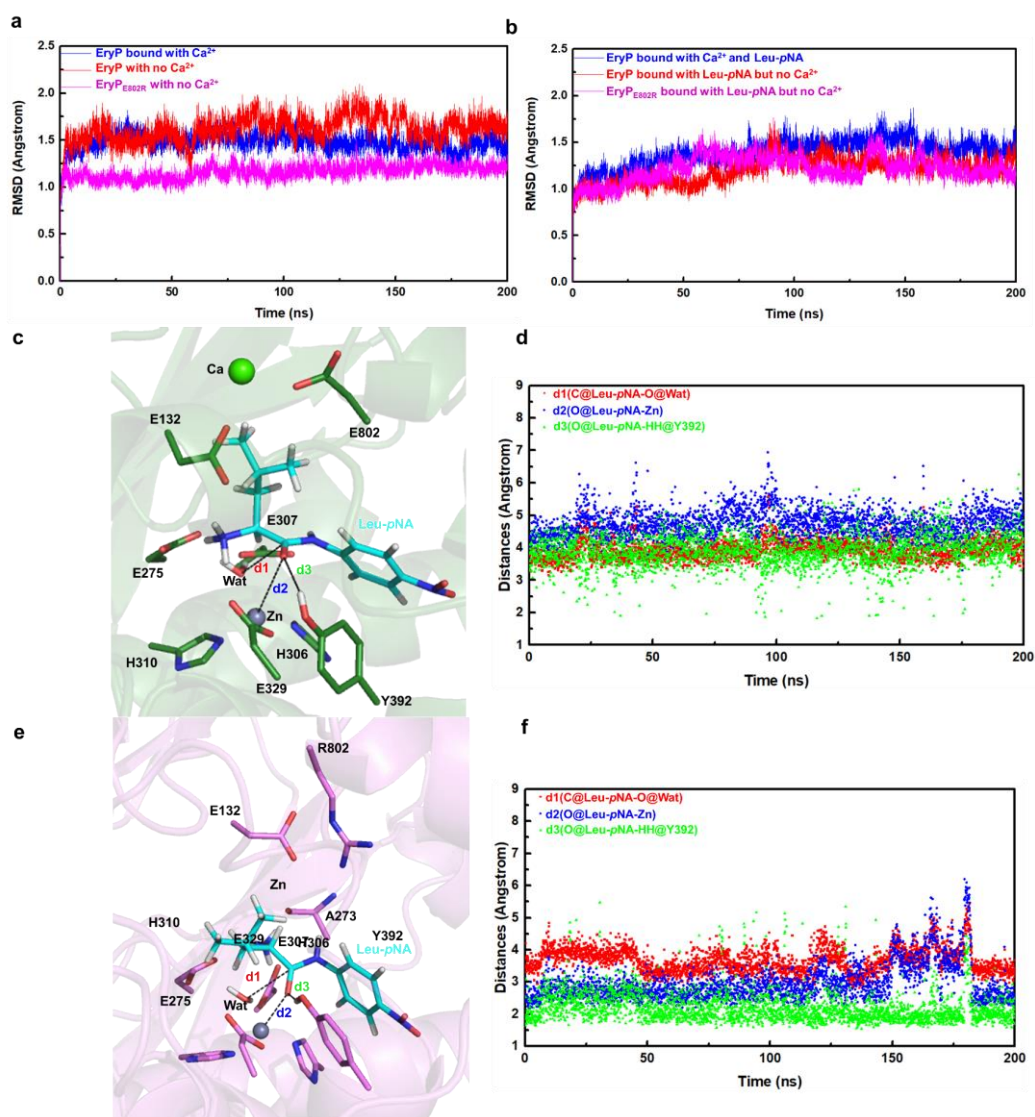 a
2.5
2.0
1.5
1.0
0.5
0.0
RMSD (Angstrom)
EryP bound with Ca²⁺
EryP with no Ca²⁺
EryP_E802R with no Ca²⁺
0 50 100 150 200
Time (ns)
b
2.5
2.0
1.5
1.0
0.5
0.0
RMSD (Angstrom)
EryP bound with Ca²⁺ and Leu-pNA
EryP bound with Leu-pNA but no Ca²⁺
EryP_E802R bound with Leu-pNA but no Ca²⁺
0 50 100 150 200
Time (ns)
c
Ca
E132
E802
E307
Leu-pNA
E275
Wat
d1
d3
d2
Zn
H310
H306
E329
Y392
d
9
8
7
6
5
4
3
2
1
Distances (Angstrom)
d1(C@Leu-pNA-O@Wat)
d2(O@Leu-pNA-Zn)
d3(O@Leu-pNA-HH@Y392)
0 50 100 150 200
Time (ns)
e
R802
E132
Zn
A273
H310
Y392
E329
E307
H306
Leu-pNA
E275
d1
Wat
d3
d2
f
9
8
7
6
5
4
3
2
1
Distances (Angstrom)
d1(C@Leu-pNA-O@Wat)
d2(O@Leu-pNA-Zn)
d3(O@Leu-pNA-HH@Y392)
0 50 100 150 200
Time (ns)